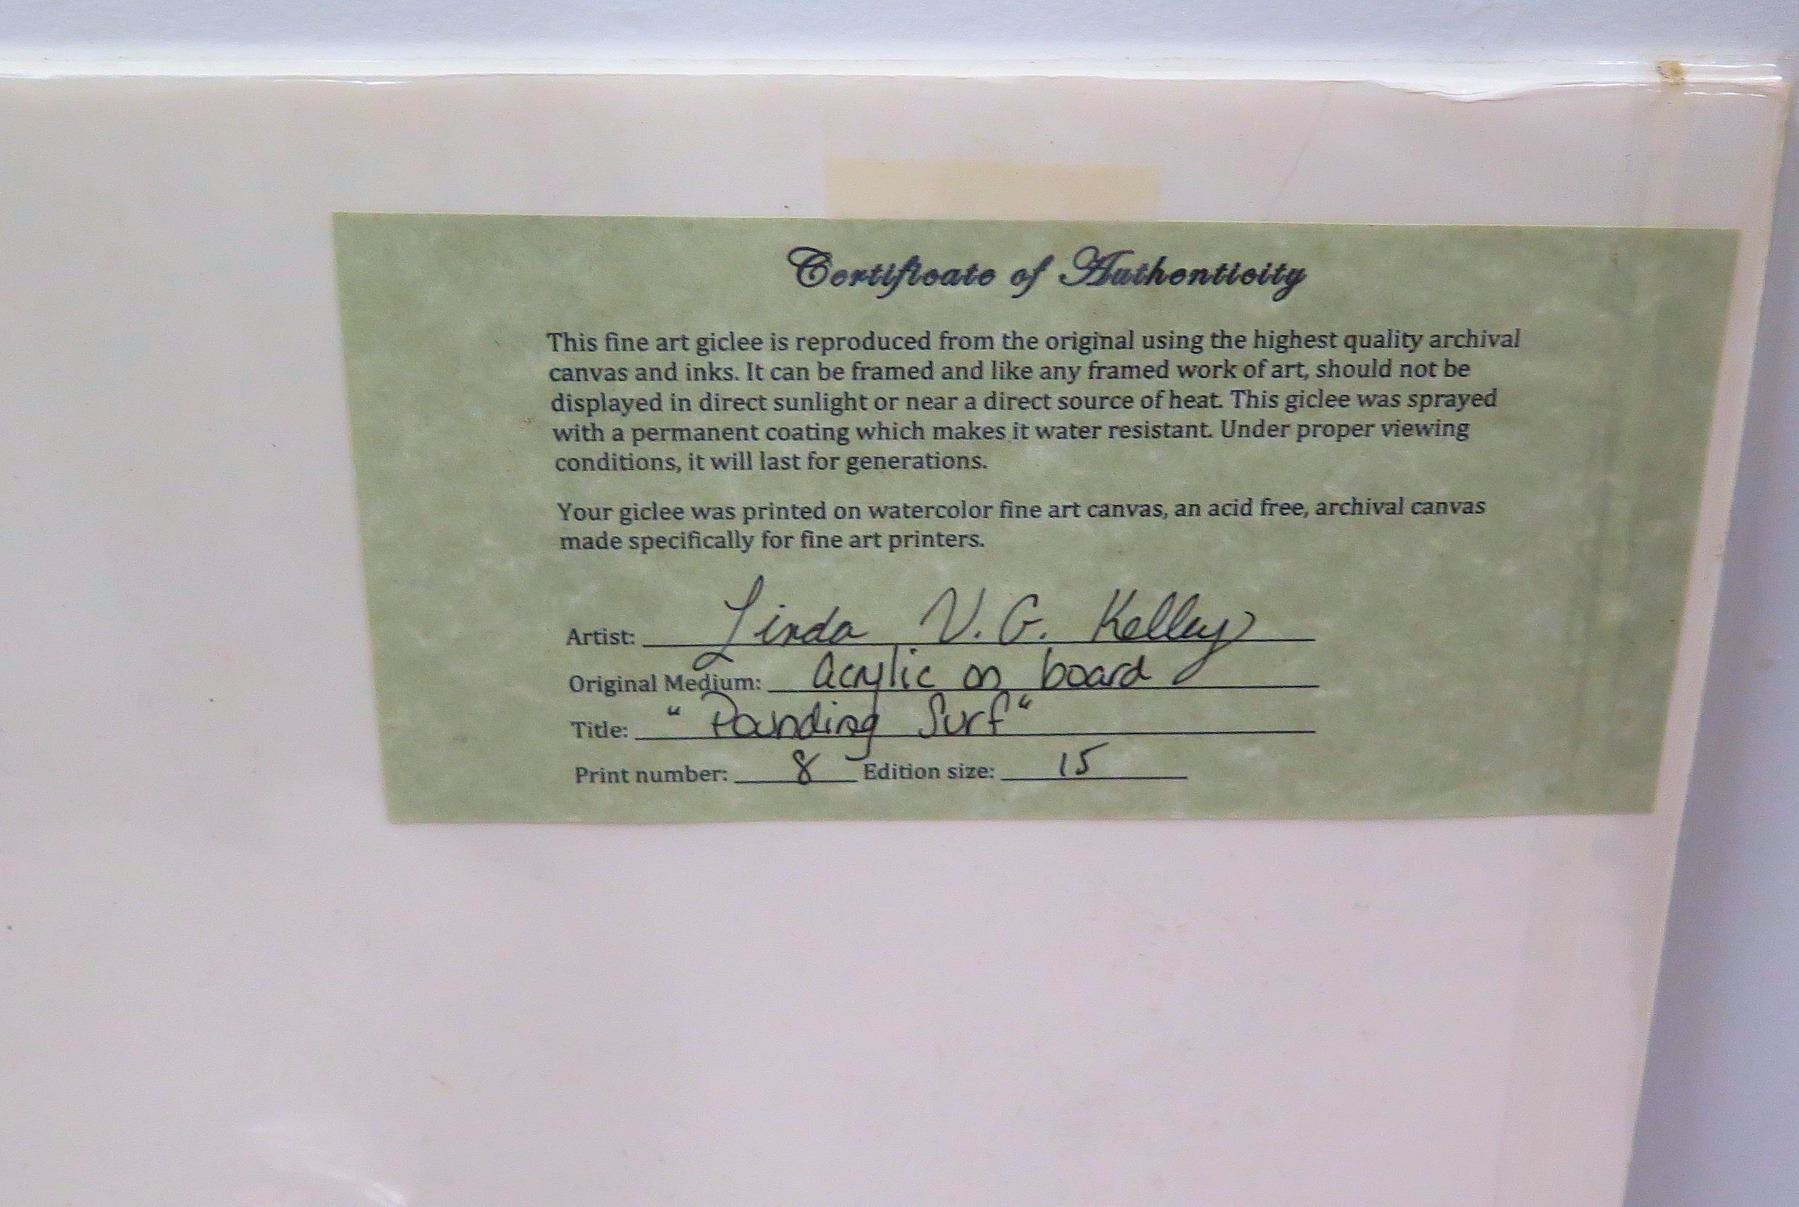 Certificate of Authenticity
This fine art giclee is reproduced from the original using the highest quality archival
canvas and inks. It can be framed and like any framed work of art, should not be
displayed in direct sunlight or near a direct source of heat. This giclee was sprayed
with a permanent coating which makes it water resistant. Under proper viewing
conditions, it will last for generations.
Your giclee was printed on watercolor fine art canvas, an acid free, archival canvas
made specifically for fine art printers.
Artist: Linda V. G. Kelley
Original Medium: Acrylic on board
Title: "Pounding Surf"
Print number: 8 Edition size: 15